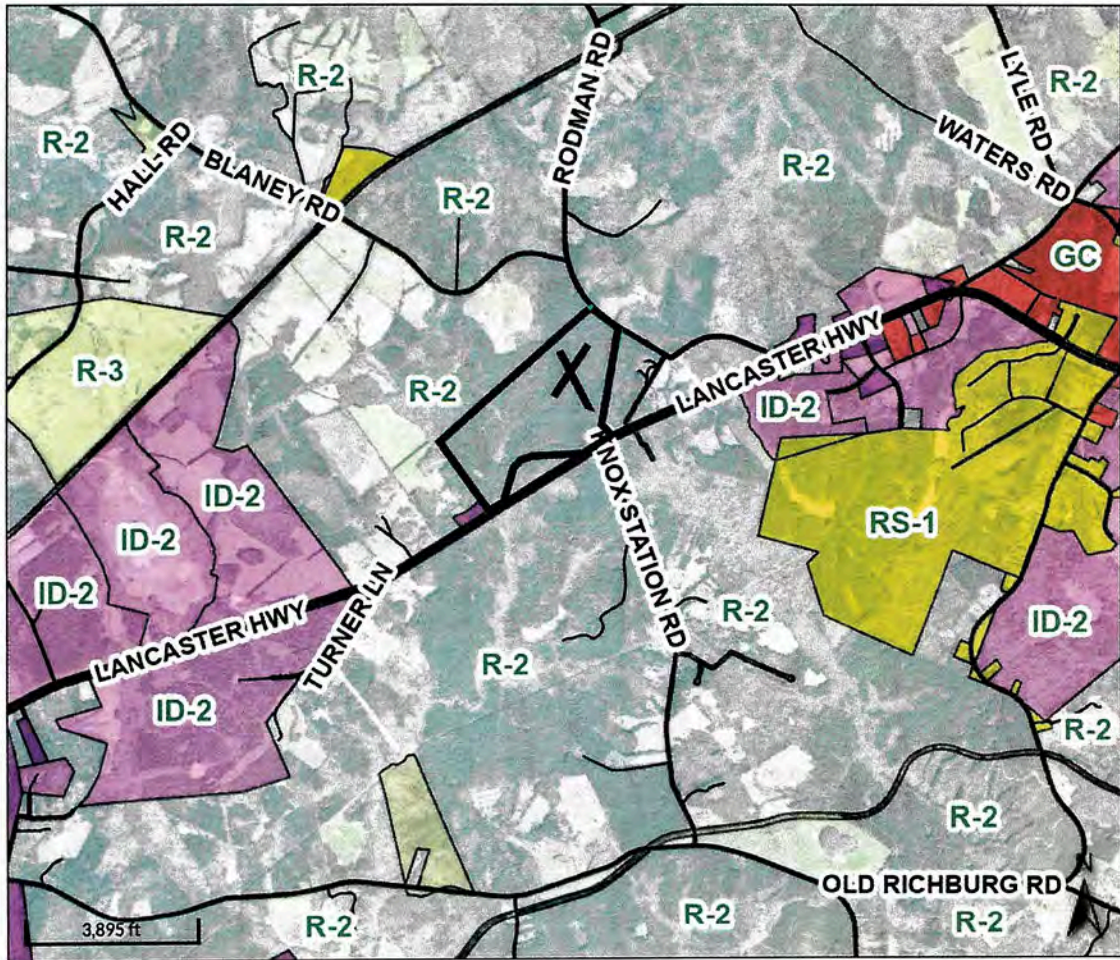 R-2
R-2
LYLE RD
RODMAN RD
WATERS RD
R-2
R-2
HALL RD
BLANEY RD
R-2
R-2
GC
R-3
R-2
X
LANCASTER HWY
ID-2
KNOX STATION RD
ID-2
ID-2
RS-1
ID-2
TURNER LN
R-2
ID-2
LANCASTER HWY
R-2
ID-2
R-2
R-2
OLD RICHBURG RD
R-2
R-2
R-2
3,895 ft